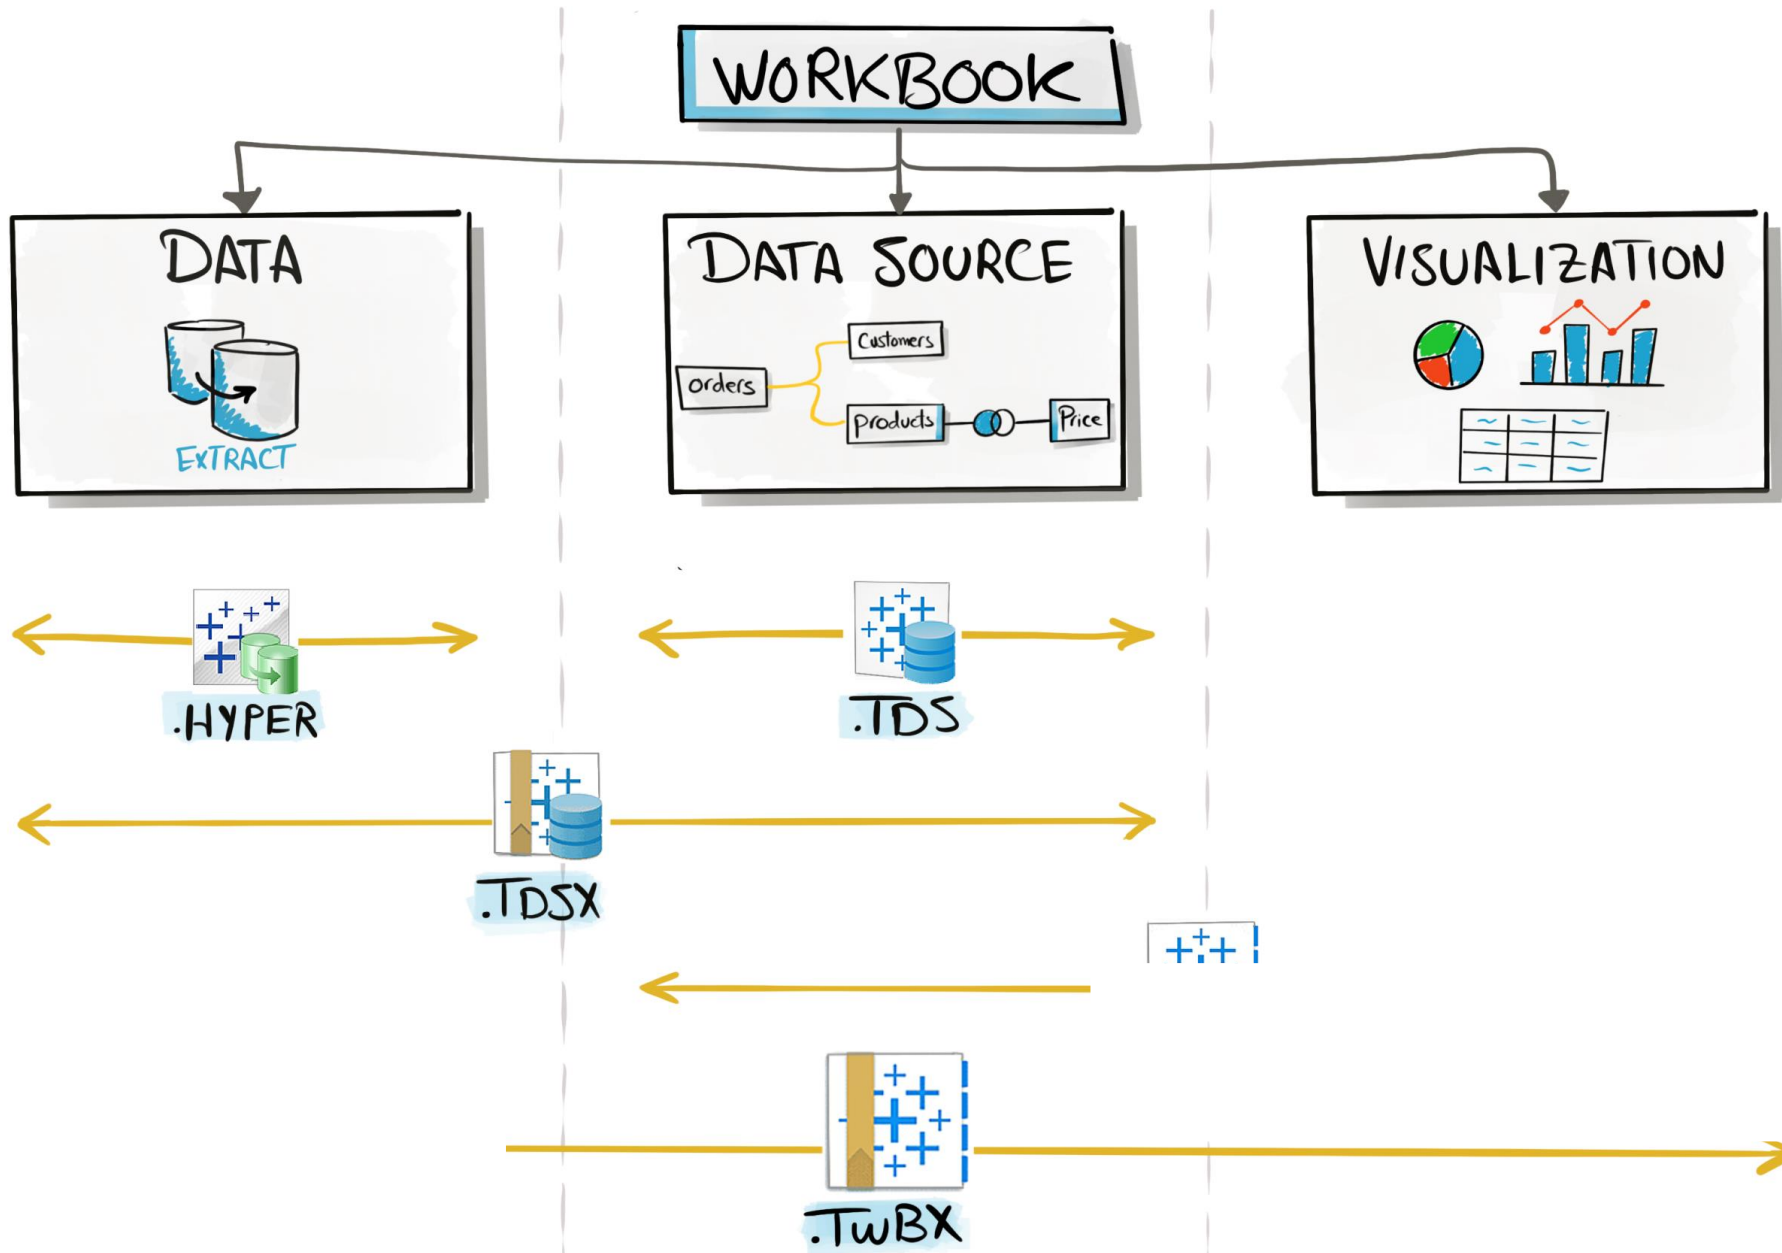 WORKBOOK
DATA
EXTRACT
DATA SOURCE
orders
Customers
products
Price
VISUALIZATION
.HYPER
.TDS
.TDSX
.TWBX